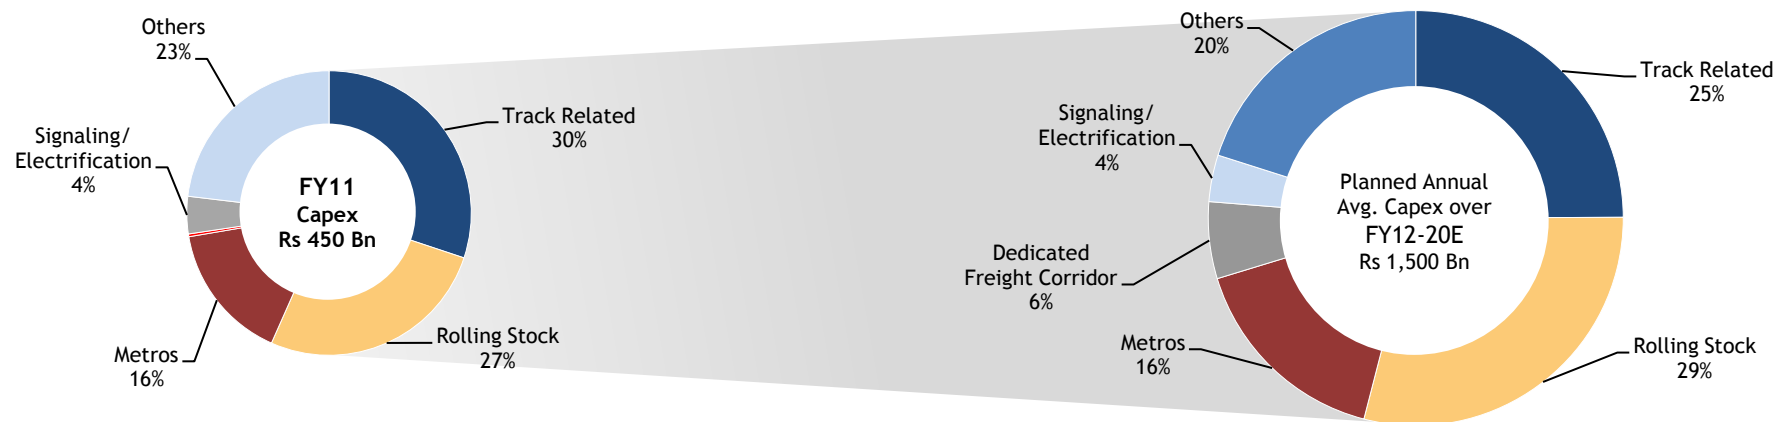 Others
23%
Signaling/
Electrification
4%
Metros
16%
Track Related
30%
Rolling Stock
27%
FY11
Capex
Rs 450 Bn
Others
20%
Signaling/
Electrification
4%
Dedicated
Freight Corridor
6%
Metros
16%
Track Related
25%
Rolling Stock
29%
Planned Annual
Avg. Capex over
FY12-20E
Rs 1,500 Bn